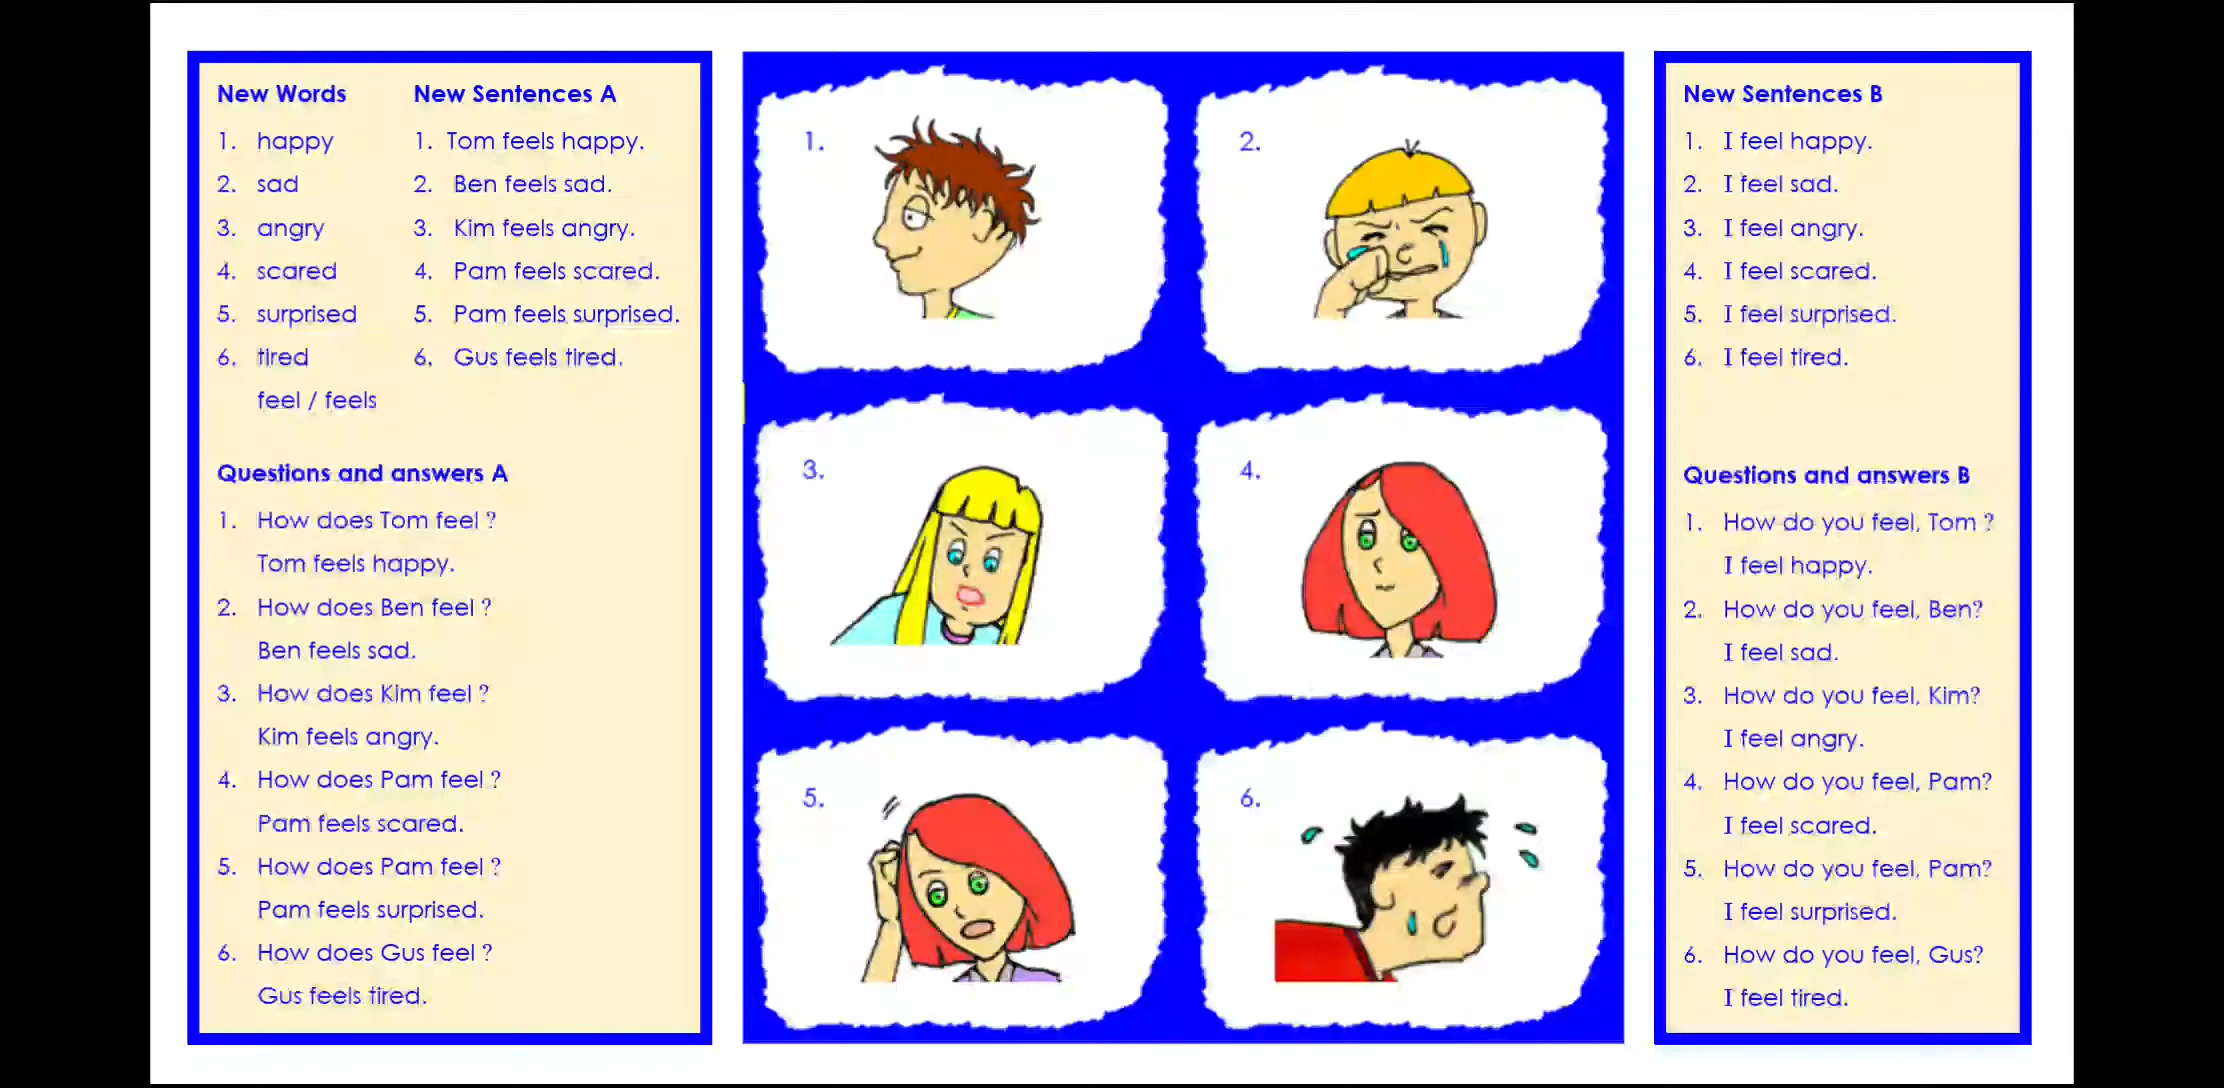 New Words
1. happy
2. sad
3. angry
4. scared
5. surprised
6. tired
feel / feels
New Sentences A
1. Tom feels happy.
2. Ben feels sad.
3. Kim feels angry.
4. Pam feels scared.
5. Pam feels surprised.
6. Gus feels tired.
Questions and answers A
1. How does Tom feel ?
Tom feels happy.
2. How does Ben feel ?
Ben feels sad.
3. How does Kim feel ?
Kim feels angry.
4. How does Pam feel ?
Pam feels scared.
5. How does Pam feel ?
Pam feels surprised.
6. How does Gus feel ?
Gus feels tired.
1.
2.
3.
4.
5.
6.
New Sentences B
1. I feel happy.
2. I feel sad.
3. I feel angry.
4. I feel scared.
5. I feel surprised.
6. I feel tired.
Questions and answers B
1. How do you feel, Tom ?
I feel happy.
2. How do you feel, Ben?
I feel sad.
3. How do you feel, Kim?
I feel angry.
4. How do you feel, Pam?
I feel scared.
5. How do you feel, Pam?
I feel surprised.
6. How do you feel, Gus?
I feel tired.